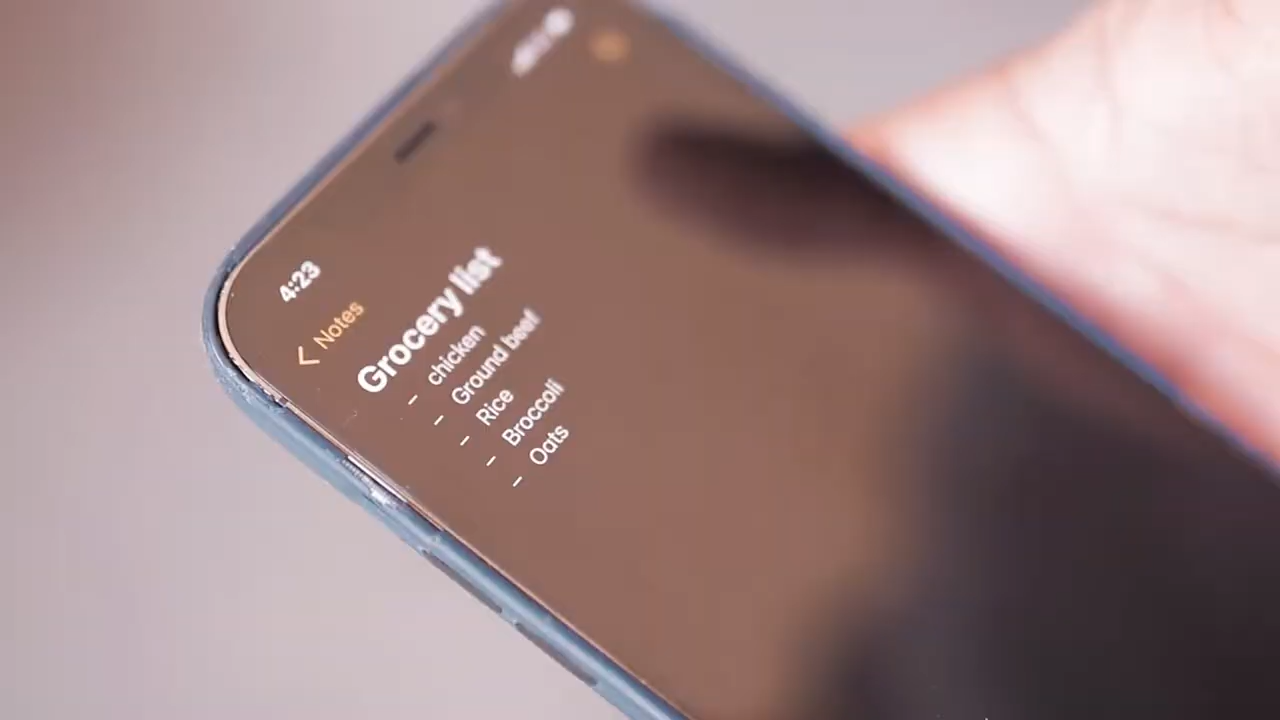 4:23
Notes
Grocery list
- chicken
- Ground beef
- Rice
- Broccoli
- Oats